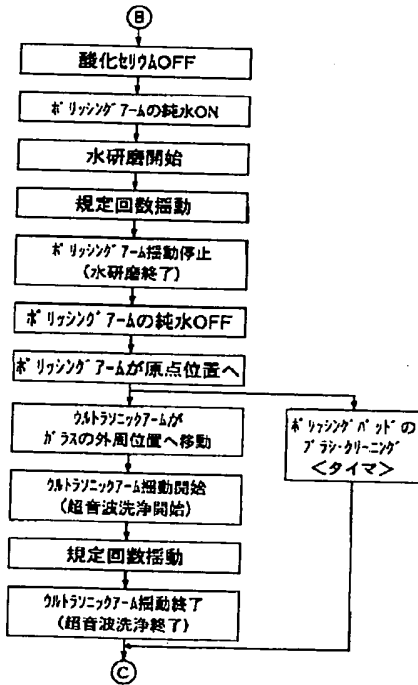 B
酸化セリウムOFF
ポリッシングアームの純水ON
水研磨開始
規定回数揺動
ポリッシングアーム揺動停止
(水研磨終了)
ポリッシングアームの純水OFF
ポリッシングアームが原点位置へ
ウルトラソニックアームが
ガラスの外周位置へ移動
ポリッシングパッドの
ブラシ・クリーニング
<タイマ>
ウルトラソニックアーム揺動開始
(超音波洗浄開始)
規定回数揺動
ウルトラソニックアーム揺動終了
(超音波洗浄終了)
C